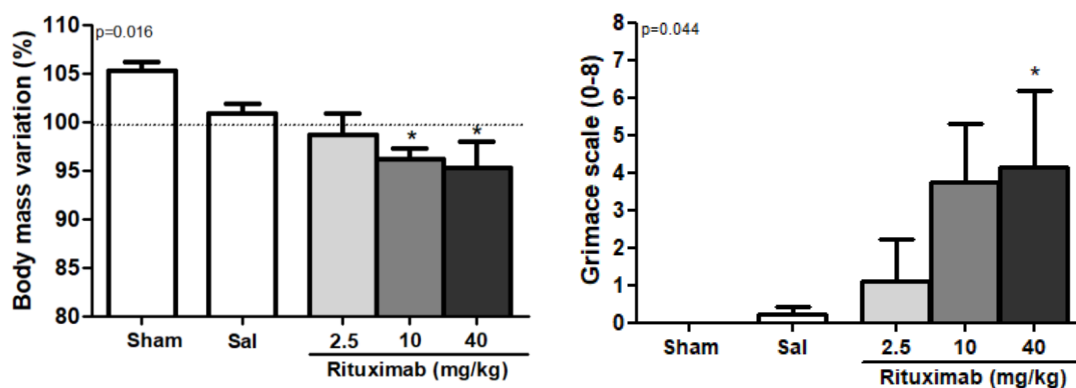 Body mass variation (%)
110
105
100
95
90
85
80
p=0.016
*
*
Sham
Sal
2.5
10
40
Rituximab (mg/kg)
Grimace scale (0-8)
8
7
6
5
4
3
2
1
0
p=0.044
*
Sham
Sal
2.5
10
40
Rituximab (mg/kg)